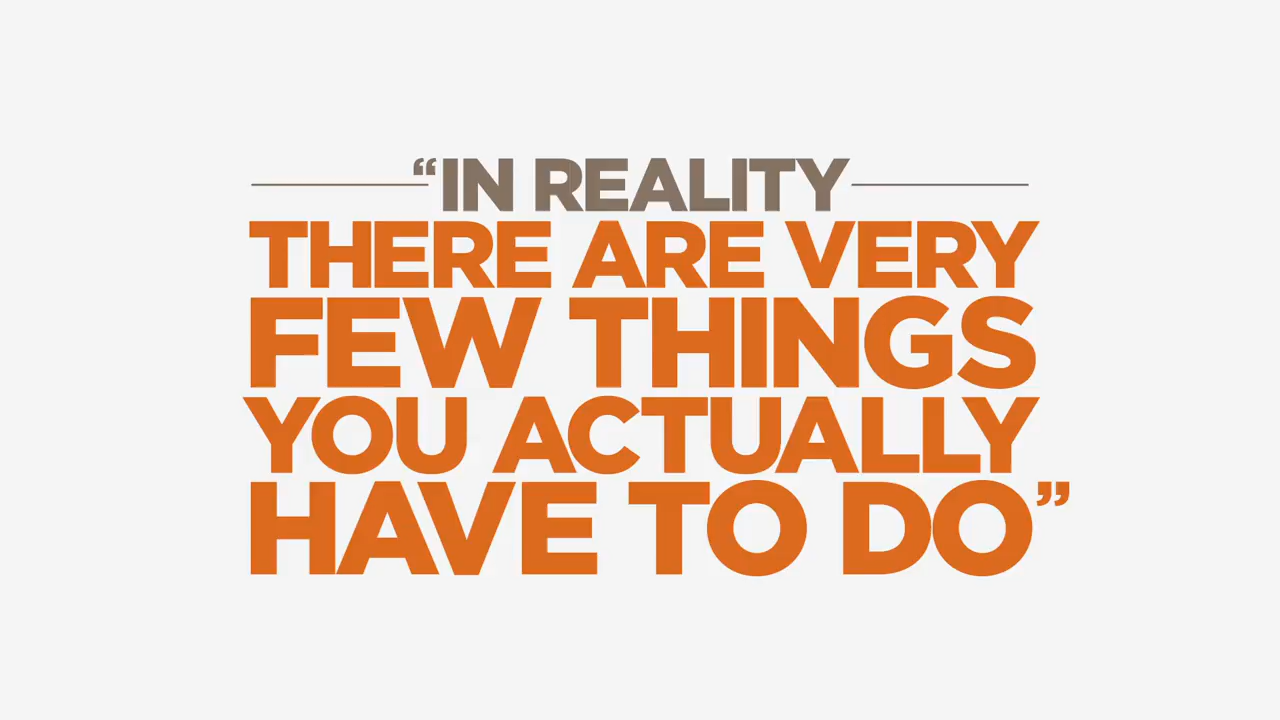 “IN REALITY
THERE ARE VERY
FEW THINGS
YOU ACTUALLY
HAVE TO DO”